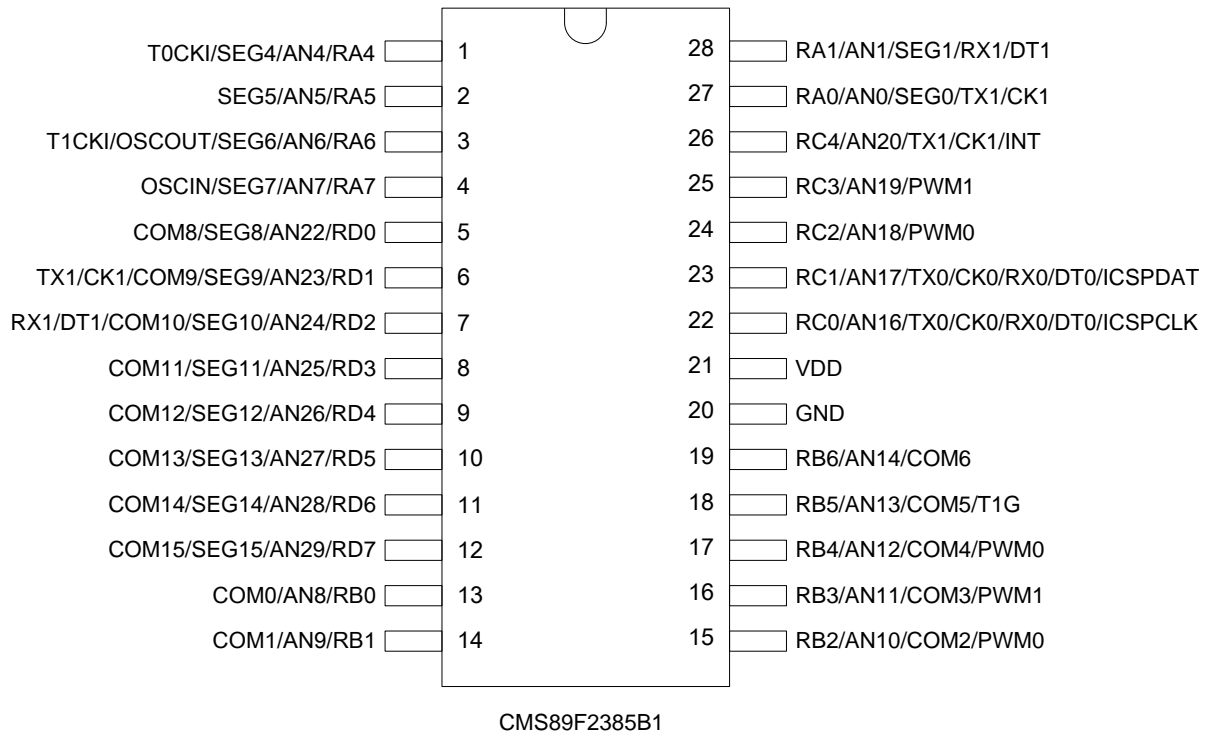 T0CKI/SEG4/AN4/RA4 1 28 RA1/AN1/SEG1/RX1/DT1
SEG5/AN5/RA5 2 27 RA0/AN0/SEG0/TX1/CK1
T1CKI/OSCOUT/SEG6/AN6/RA6 3 26 RC4/AN20/TX1/CK1/INT
OSCIN/SEG7/AN7/RA7 4 25 RC3/AN19/PWM1
COM8/SEG8/AN22/RD0 5 24 RC2/AN18/PWM0
TX1/CK1/COM9/SEG9/AN23/RD1 6 23 RC1/AN17/TX0/CK0/RX0/DT0/ICSPDAT
RX1/DT1/COM10/SEG10/AN24/RD2 7 22 RC0/AN16/TX0/CK0/RX0/DT0/ICSPCLK
COM11/SEG11/AN25/RD3 8 21 VDD
COM12/SEG12/AN26/RD4 9 20 GND
COM13/SEG13/AN27/RD5 10 19 RB6/AN14/COM6
COM14/SEG14/AN28/RD6 11 18 RB5/AN13/COM5/T1G
COM15/SEG15/AN29/RD7 12 17 RB4/AN12/COM4/PWM0
COM0/AN8/RB0 13 16 RB3/AN11/COM3/PWM1
COM1/AN9/RB1 14 15 RB2/AN10/COM2/PWM0
CMS89F2385B1